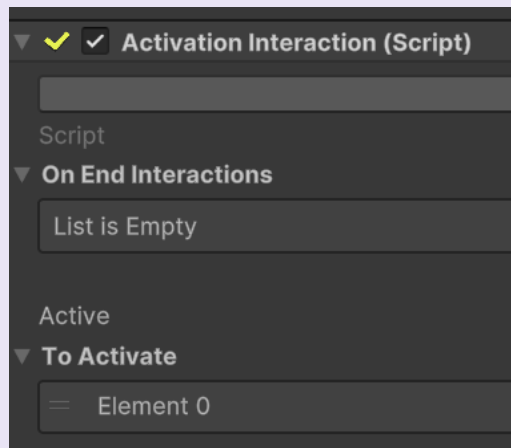 Activation Interaction (Script)
Script
On End Interactions
List is Empty
Active
To Activate
Element 0